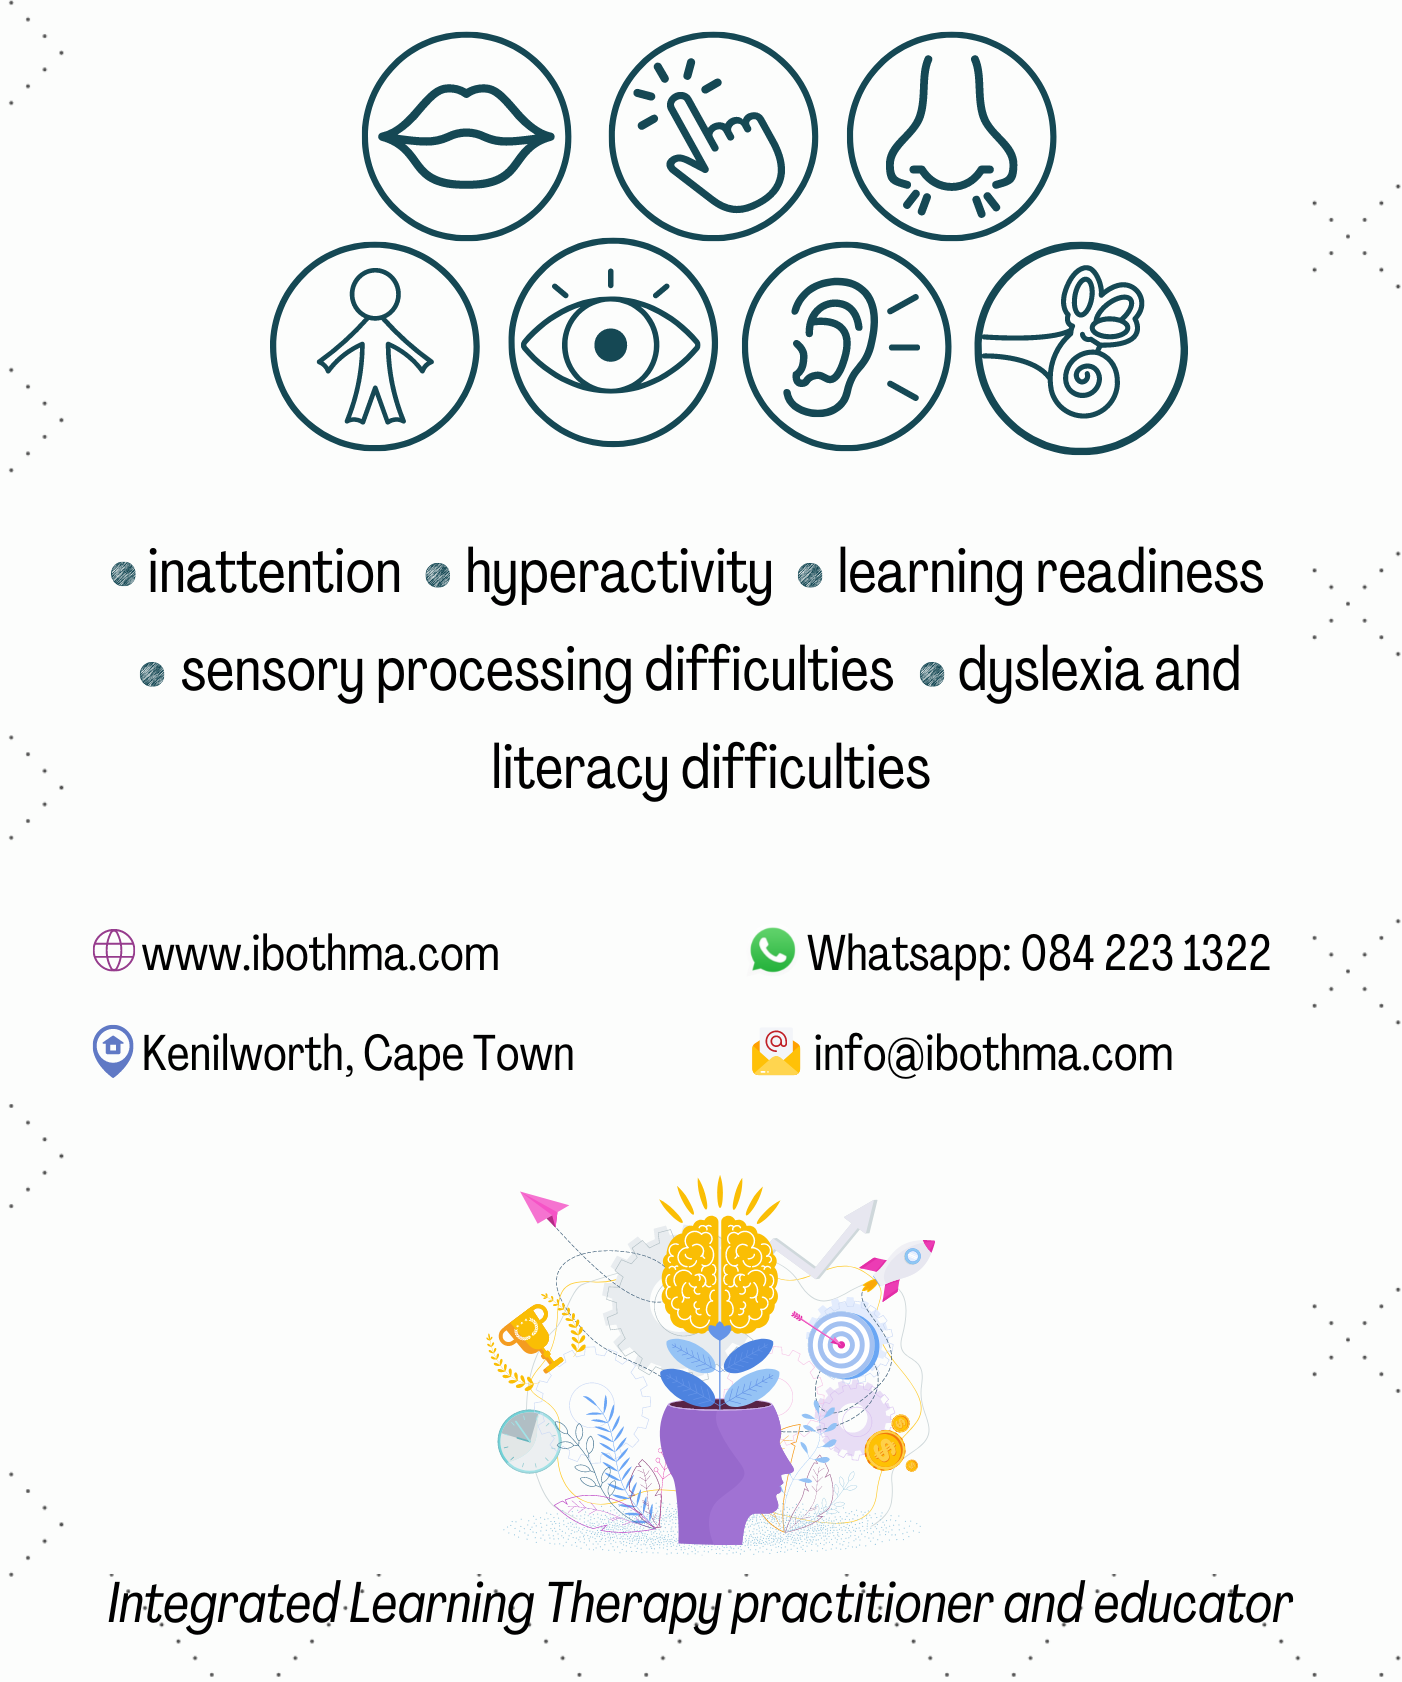 • inattention • hyperactivity • learning readiness
• sensory processing difficulties • dyslexia and
literacy difficulties
www.ibothma.com
Whatsapp: 084 223 1322
Kenilworth, Cape Town
info@ibothma.com
Integrated Learning Therapy practitioner and educator